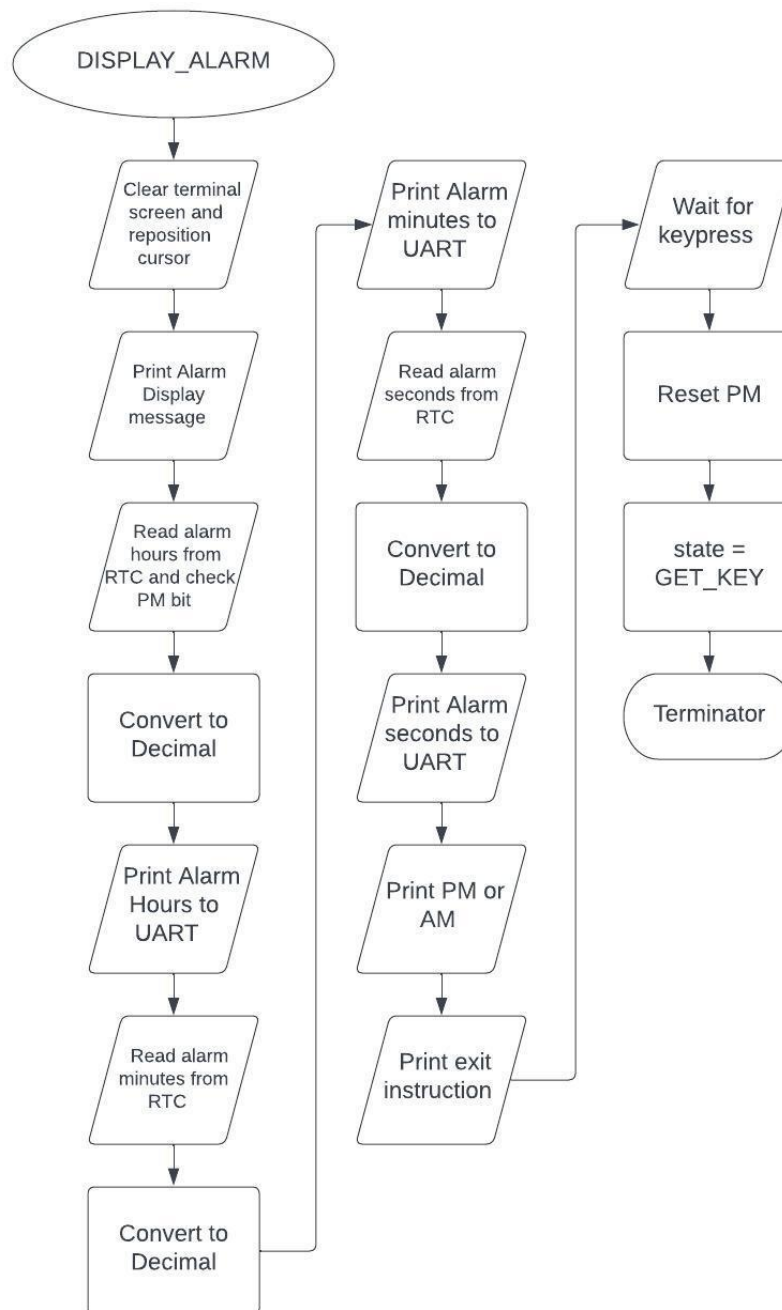 DISPLAY_ALARM
Clear terminal
screen and
reposition
cursor
Print Alarm
Display
message
Read alarm
hours from
RTC and check
PM bit
Convert to
Decimal
Print Alarm
Hours to
UART
Read alarm
minutes from
RTC
Convert to
Decimal
Print Alarm
minutes to
UART
Read alarm
seconds from
RTC
Convert to
Decimal
Print Alarm
seconds to
UART
Print PM or
AM
Print exit
instruction
Wait for
keypress
Reset PM
state =
GET_KEY
Terminator